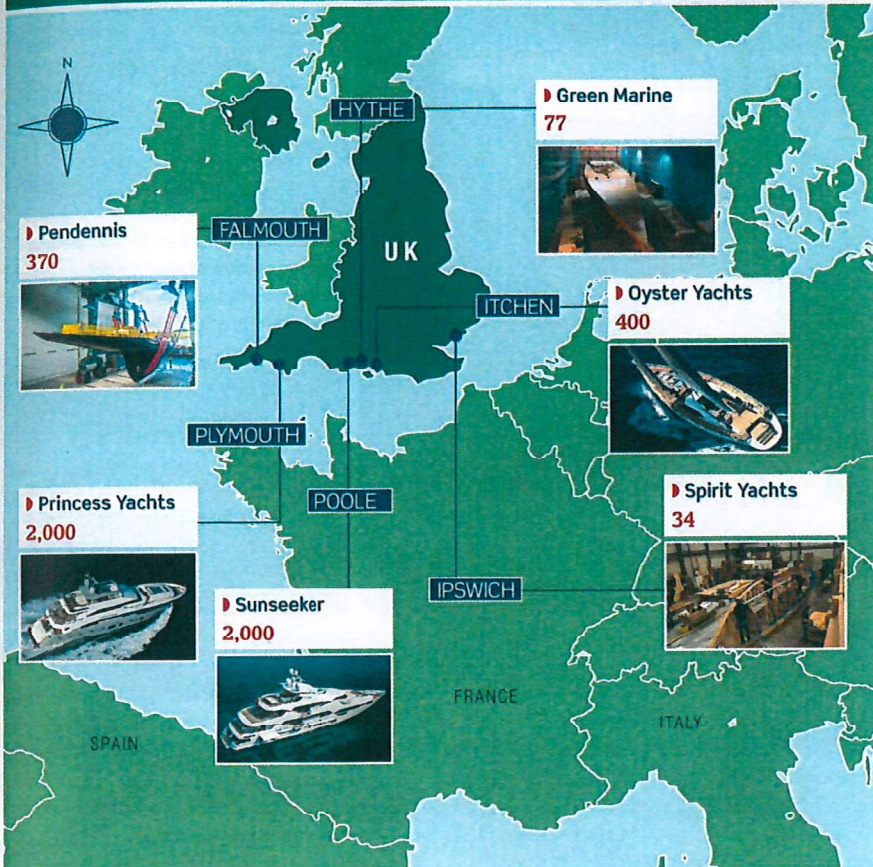 N
HYTHE
Green Marine
77
Pendennis
370
FALMOUTH
UK
ITCHEN
Oyster Yachts
400
PLYMOUTH
Princess Yachts
2,000
POOLE
Spirit Yachts
34
Sunseeker
2,000
IPSWICH
FRANCE
ITALY
SPAIN